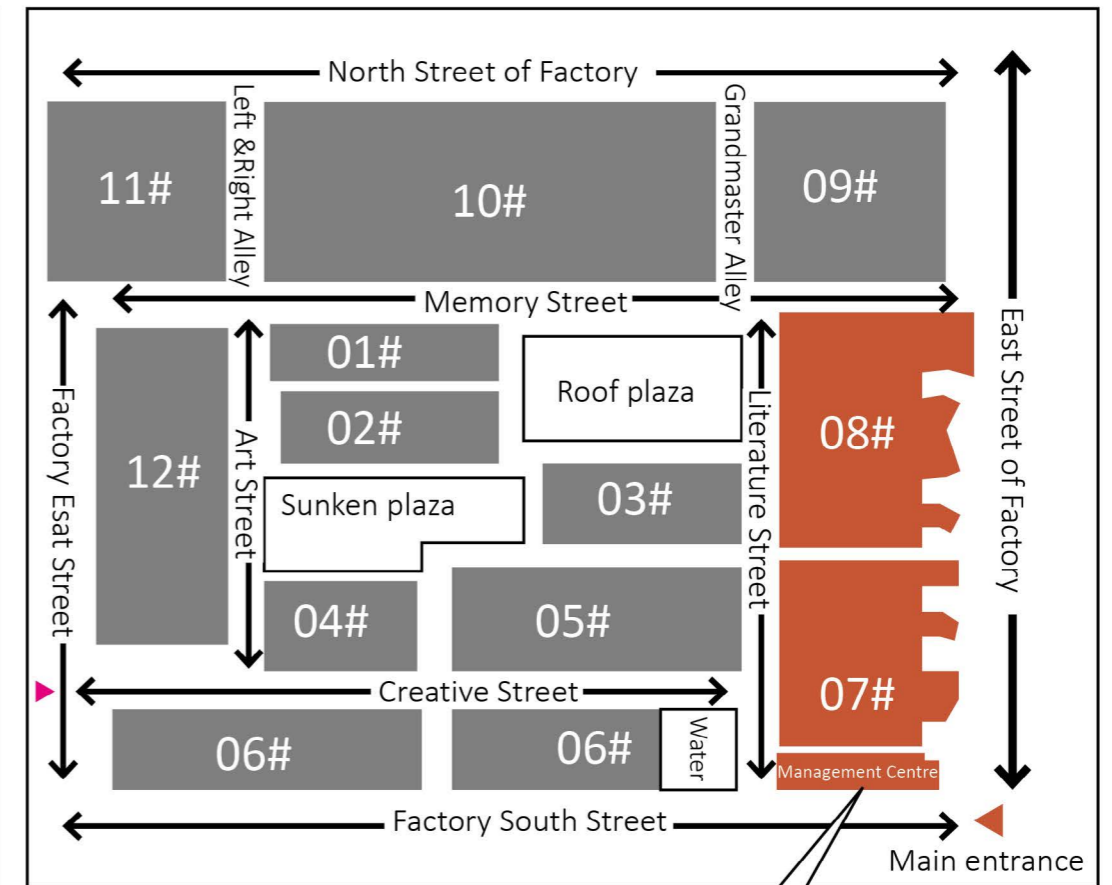 North Street of Factory
Left &Right Alley
Grandmaster Alley
11#
10#
09#
Memory Street
East Street of Factory
Factory Esat Street
01#
Roof plaza
02#
08#
12#
Art Street
Literature Street
Sunken plaza
03#
04#
05#
Creative Street
07#
06#
06#
Water
Management Centre
Factory South Street
Main entrance